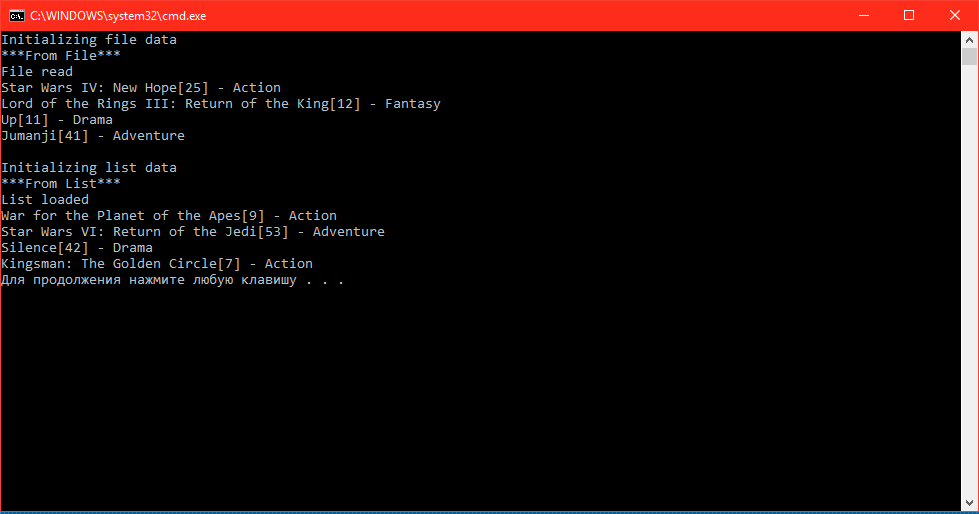 C:\WINDOWS\system32\cmd.exe
Initializing file data
***From File***
File read
Star Wars IV: New Hope[25] - Action
Lord of the Rings III: Return of the King[12] - Fantasy
Up[11] - Drama
Jumanji[41] - Adventure
Initializing list data
***From List***
List loaded
War for the Planet of the Apes[9] - Action
Star Wars VI: Return of the Jedi[53] - Adventure
Silence[42] - Drama
Kingsman: The Golden Circle[7] - Action
Для продолжения нажмите любую клавишу . . .